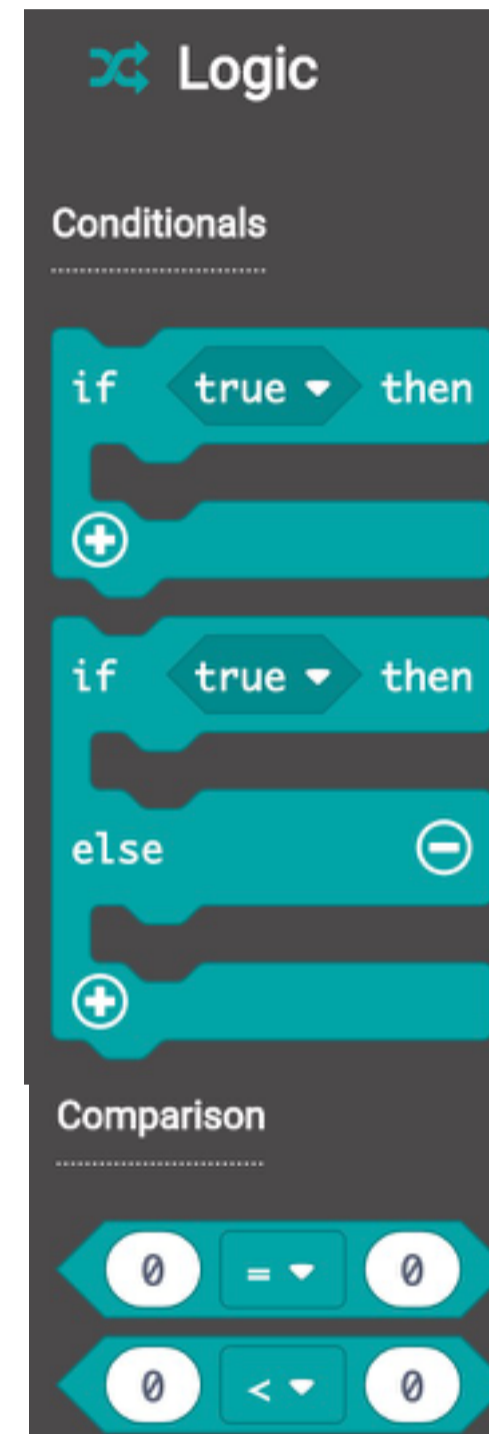 Logic
Conditionals
if true then
if true then
else
Comparison
0 = 0
0 < 0